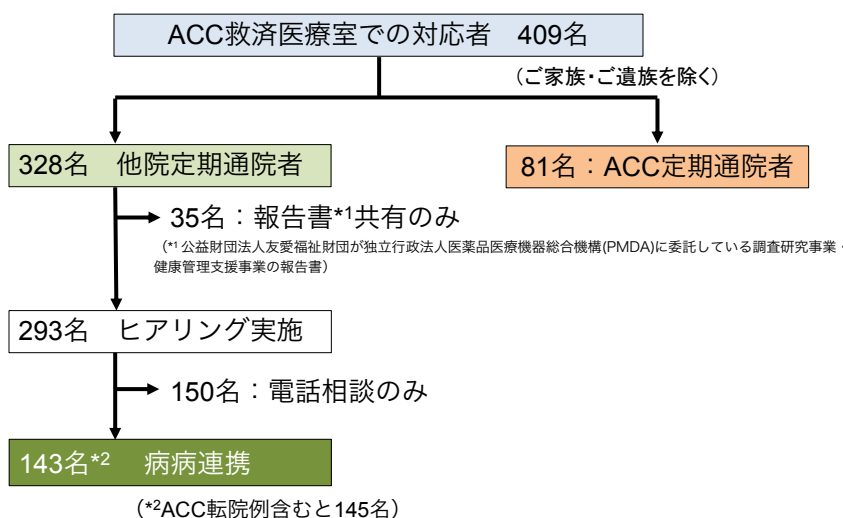 ACC救済医療室での対応者 409名
(ご家族・ご遺族を除く)
328名 他院定期通院者
81名：ACC定期通院者
35名：報告書*1共有のみ
(*1 公益財団法人友愛福祉財団が独立行政法人医薬品医療機器総合機構(PMDA)に委託している調査研究事業・
健康管理支援事業の報告書)
293名 ヒアリング実施
150名：電話相談のみ
143名*2 病病連携
(*2ACC転院例含むと145名)